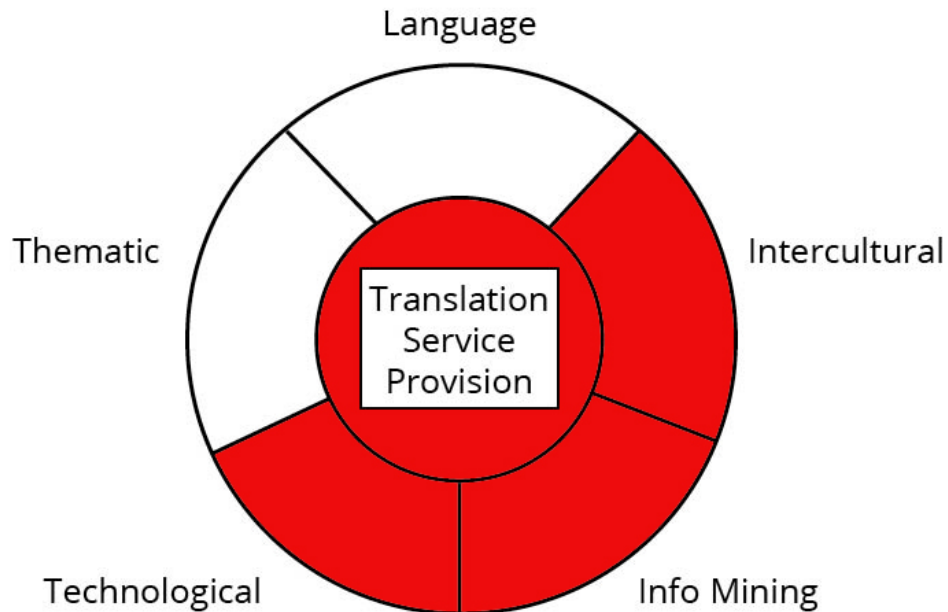 Language
Thematic
Intercultural
Translation
Service
Provision
Technological
Info Mining